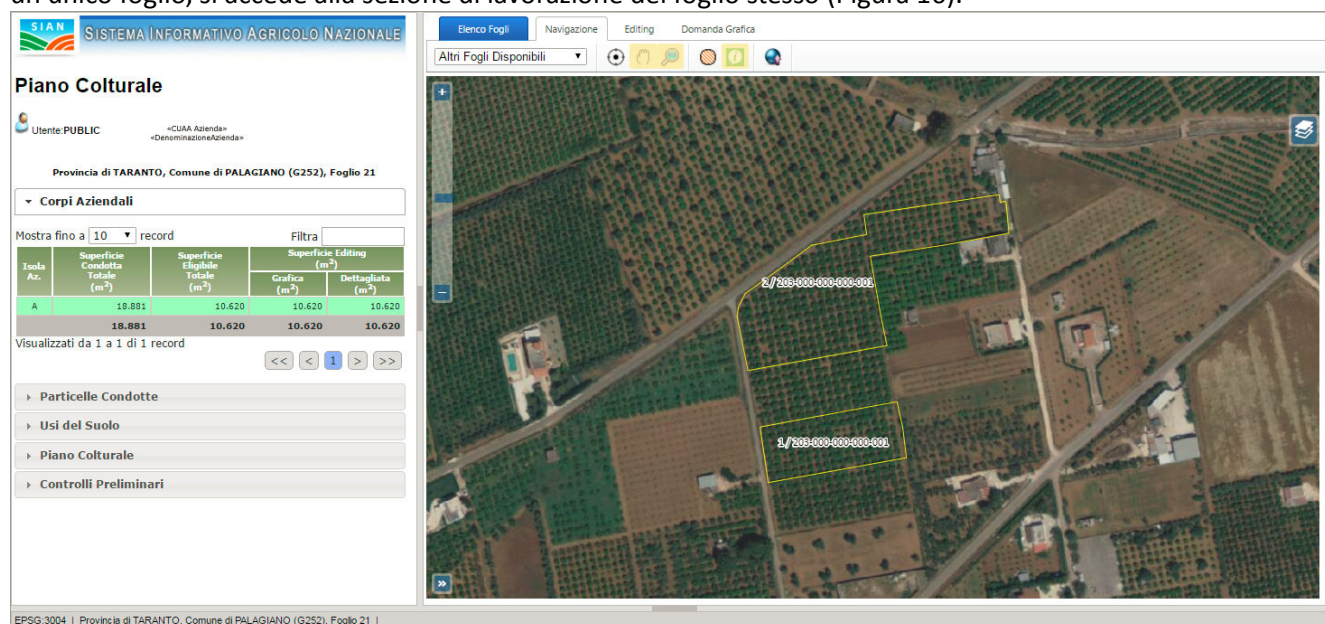 un unico foglio, si accede alla sezione di lavorazione del foglio stesso (Figura 16).
SIAN
SISTEMA INFORMATIVO AGRICOLO NAZIONALE
Piano Colturale
Utente:PUBLIC
«CUAA Azienda»
«DenominazioneAzienda»
Provincia di TARANTO, Comune di PALAGIANO (G252), Foglio 21
Corpi Aziendali
Mostra fino a 10 record Filtra
Isola Az. Superficie Condotta Totale (m²) Superficie Eligibile Totale (m²) Superficie Editing (m²)
Grafica (m²) Dettagliata (m²)
A 18.881 10.620 10.620 10.620
18.881 10.620 10.620 10.620
Visualizzati da 1 a 1 di 1 record
<< < 1 > >>
Particelle Condotte
Usi del Suolo
Piano Colturale
Controlli Preliminari
Elenco Fogli Navigazione Editing Domanda Grafica
Altri Fogli Disponibili
+
2 / 203-000-000-000-001
1 / 203-000-000-000-001
−
»
EPSG:3004 | Provincia di TARANTO, Comune di PALAGIANO (G252), Foglio 21 |